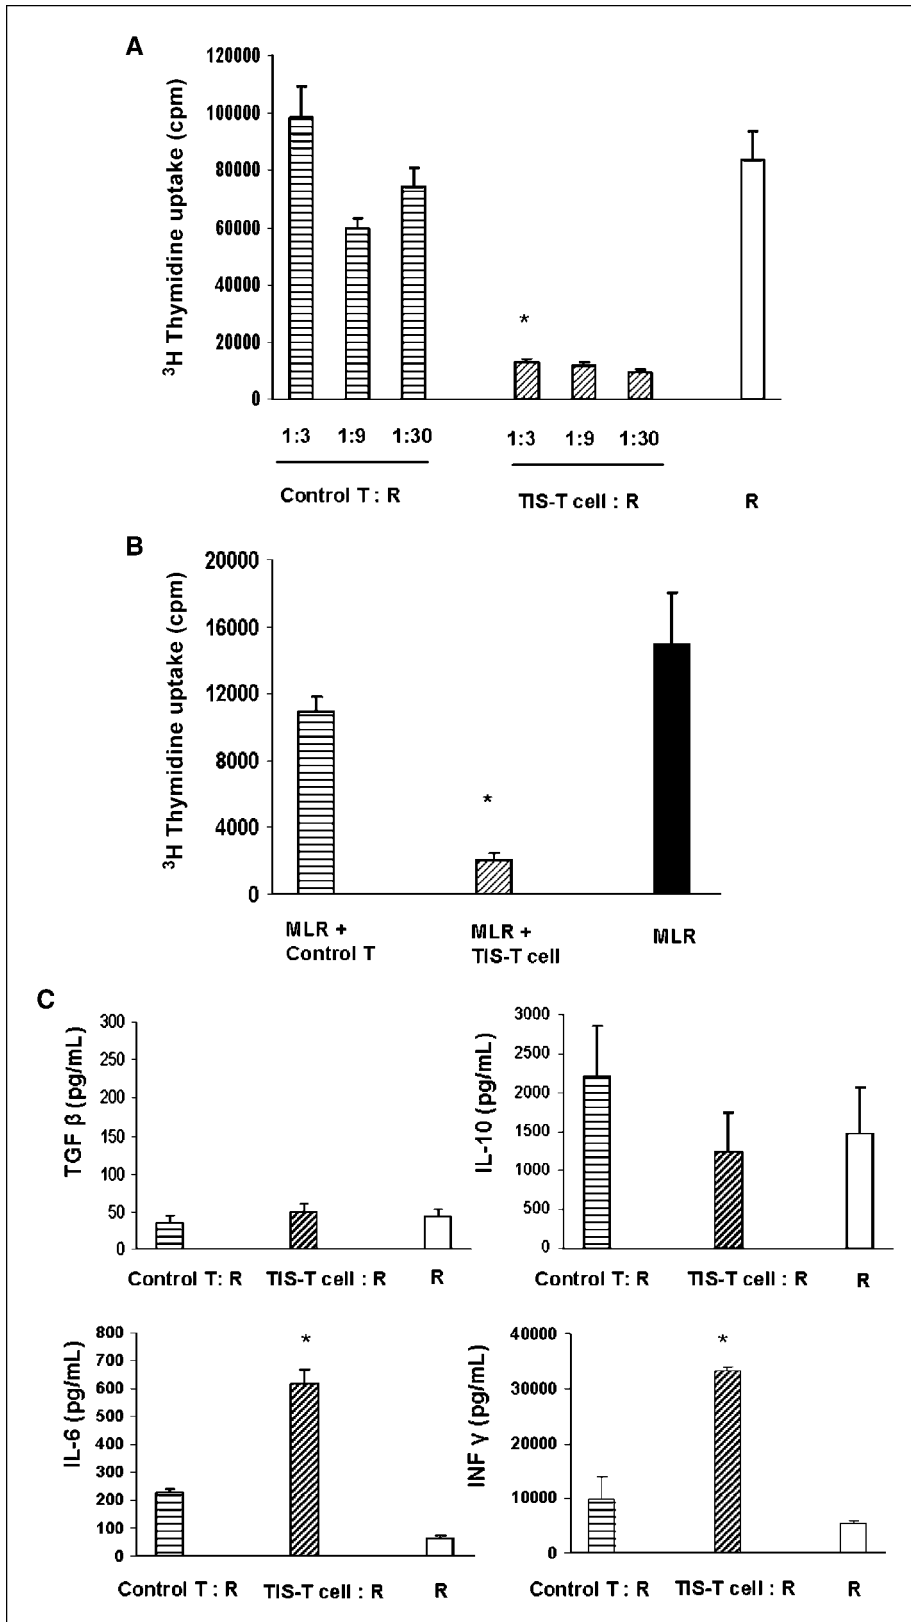 A
³H Thymidine uptake (cpm)
120000
100000
80000
60000
40000
20000
0
*
1:3 1:9 1:30 1:3 1:9 1:30
Control T : R TIS-T cell : R R
B
³H Thymidine uptake (cpm)
20000
16000
12000
8000
4000
0
*
MLR +
Control T
MLR +
TIS-T cell
MLR
C
TGF β (pg/mL)
300
250
200
150
100
50
0
Control T: R TIS-T cell : R R
IL-10 (pg/mL)
3000
2500
2000
1500
1000
500
0
Control T: R TIS-T cell : R R
IL-6 (pg/mL)
800
700
600
500
400
300
200
100
0
*
Control T : R TIS-T cell : R R
INF γ (pg/mL)
40000
30000
20000
10000
0
*
Control T : R TIS-T cell : R R